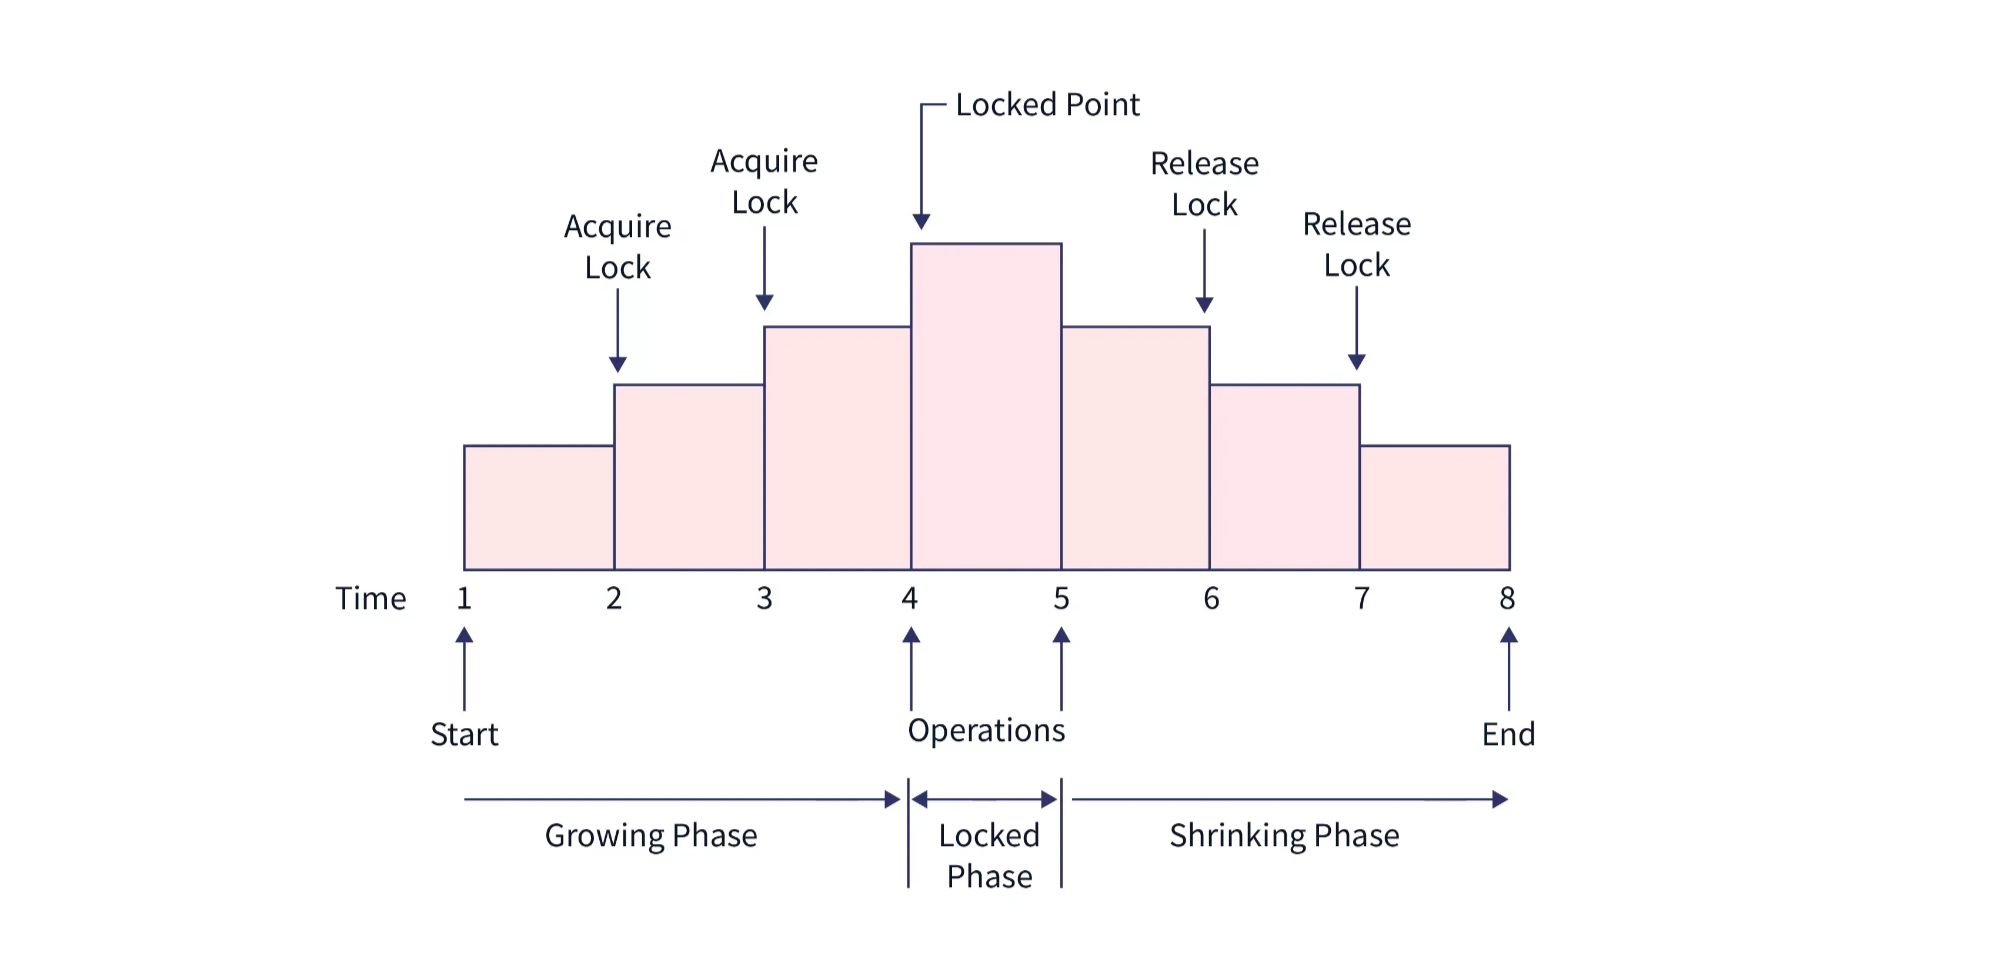 Locked Point
Acquire
Lock
Release
Lock
Acquire
Lock
Release
Lock
Time 1 2 3 4 5 6 7 8
Start Operations End
Growing Phase Locked Shrinking Phase
Phase